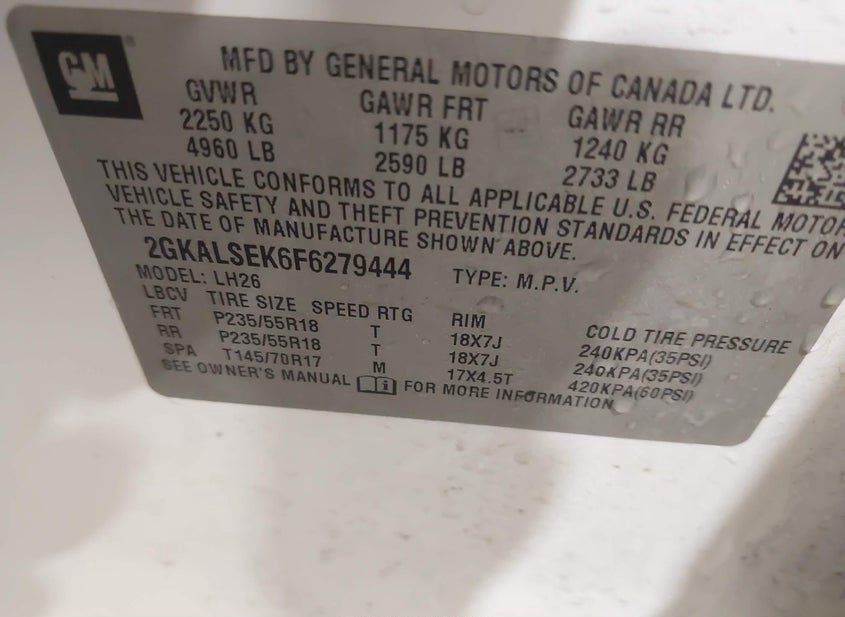 GM
MFD BY GENERAL MOTORS OF CANADA LTD.
GVWR GAWR FRT GAWR RR
2250 KG 1175 KG 1240 KG
4960 LB 2590 LB 2733 LB
THIS VEHICLE CONFORMS TO ALL APPLICABLE U.S. FEDERAL MOTOR
VEHICLE SAFETY AND THEFT PREVENTION STANDARDS IN EFFECT ON
THE DATE OF MANUFACTURE SHOWN ABOVE.
2GKALSEK6F6279444 TYPE: M.P.V.
MODEL: LH26
LBCV TIRE SIZE SPEED RTG RIM COLD TIRE PRESSURE
FRT P235/55R18 T 18X7J 240KPA(35PSI)
RR P235/55R18 T 18X7J 240KPA(35PSI)
SPA T145/70R17 M 17X4.5T 420KPA(60PSI)
SEE OWNER'S MANUAL FOR MORE INFORMATION